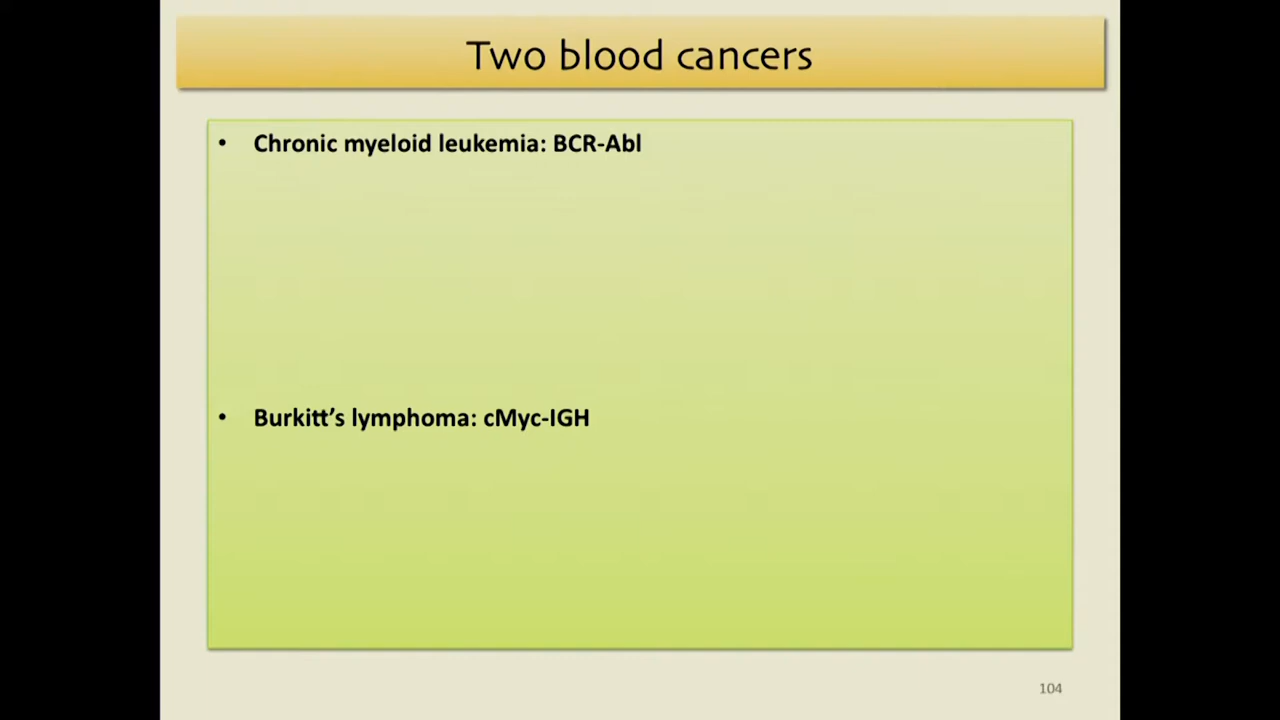 Two blood cancers
• Chronic myeloid leukemia: BCR-Abl
• Burkitt’s lymphoma: cMyc-IGH
104